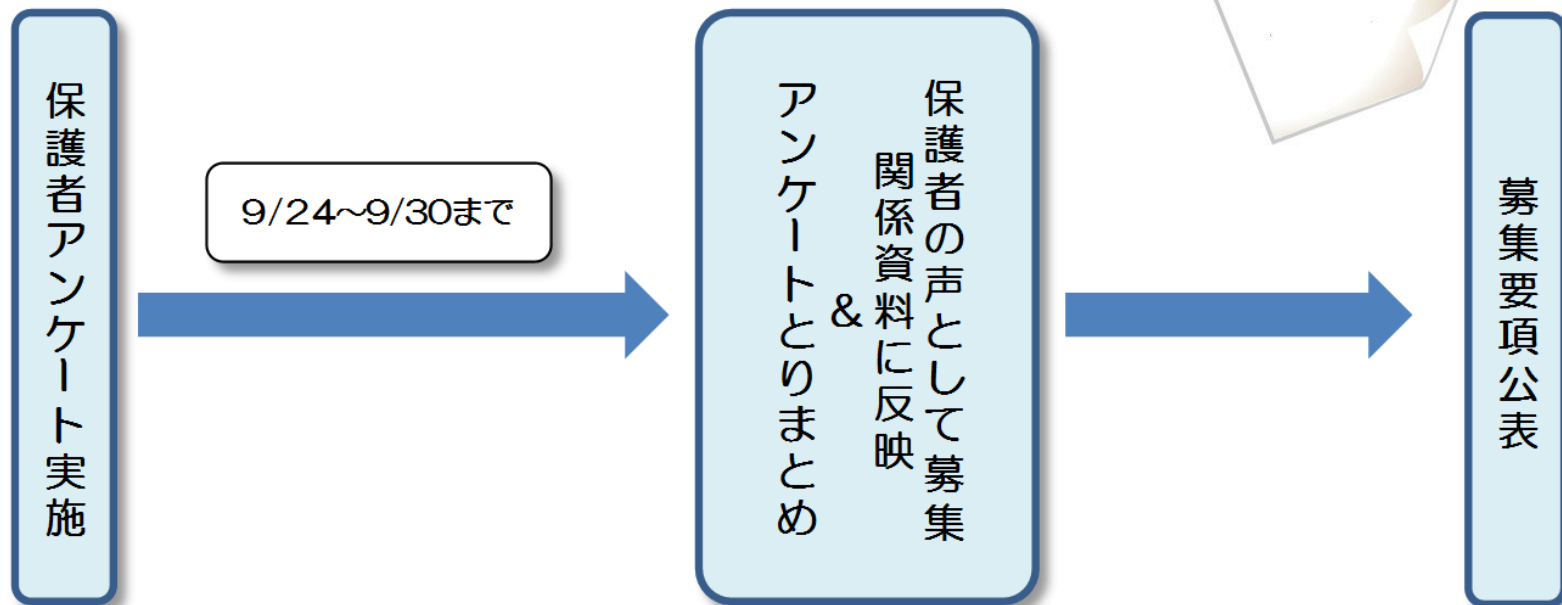 保護者アンケート実施
9/24～9/30まで
アンケートとりまとめ
&
関係資料に反映
保護者の声として募集
募集要項公表